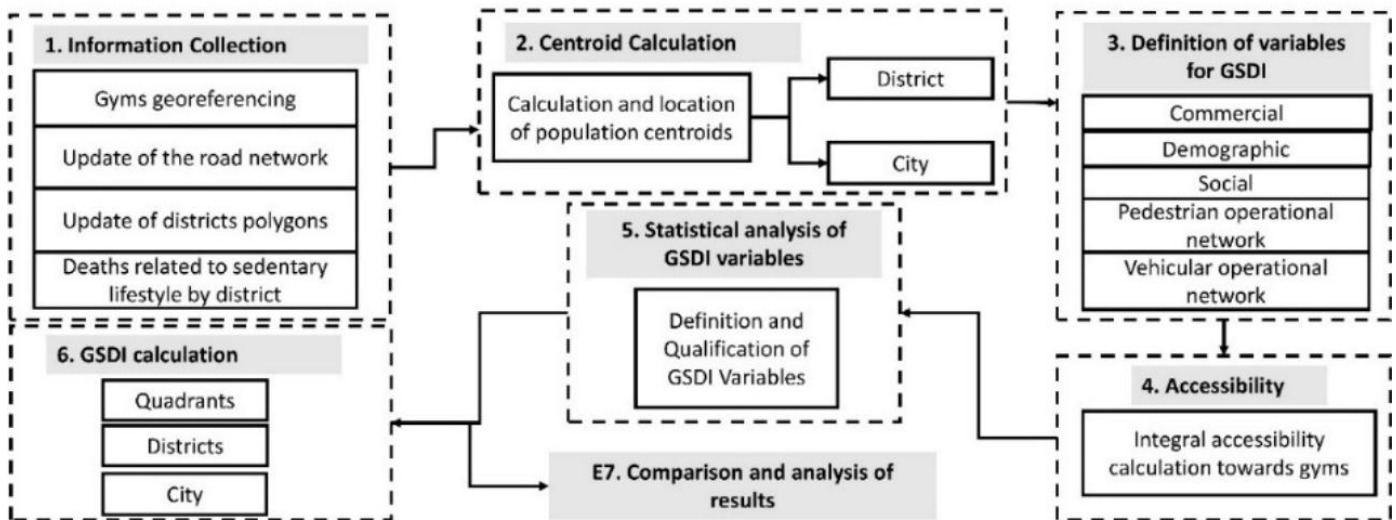 1. Information Collection
Gyms georeferencing
Update of the road network
Update of districts polygons
Deaths related to sedentary
lifestyle by district
2. Centroid Calculation
Calculation and location
of population centroids
District
City
3. Definition of variables
for GSDI
Commercial
Demographic
Social
Pedestrian operational
network
Vehicular operational
network
4. Accessibility
Integral accessibility
calculation towards gyms
5. Statistical analysis of
GSDI variables
Definition and
Qualification of
GSDI Variables
6. GSDI calculation
Quadrants
Districts
City
E7. Comparison and analysis of
results